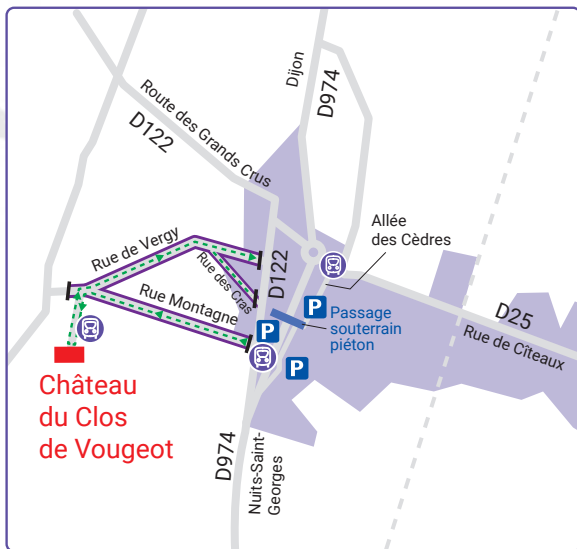 Dijon
D974
Route des Grands Crus
D122
Allée
des Cèdres
Rue de Vergy
Rue des Cras
D122
Rue Montagne
P
P
Passage
souterrain
piéton
D25
Rue de Cîteaux
P
Château
du Clos
de Vougeot
D974
Nuits-Saint-
Georges